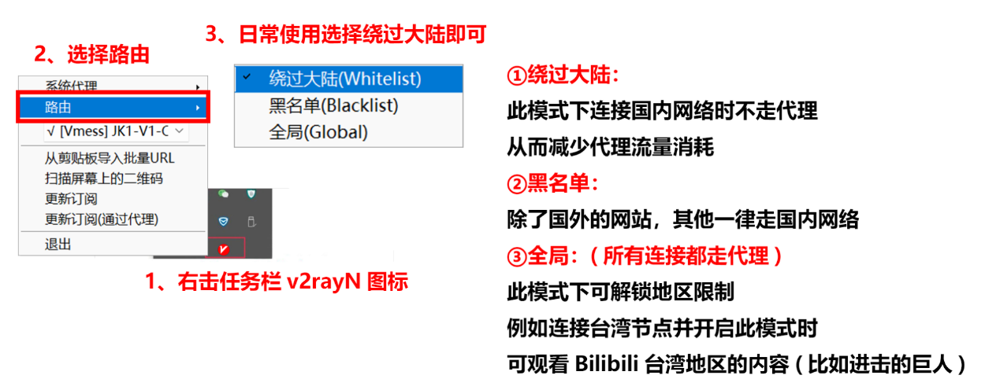 3、日常使用选择绕过大陆即可
2、选择路由
系统代理
路由
√ [Vmess] JK1-V1-C
从剪贴板导入批量URL
扫描屏幕上的二维码
更新订阅
更新订阅(通过代理)
退出
绕过大陆(Whitelist)
黑名单(Blacklist)
全局(Global)
1、右击任务栏 v2rayN 图标
①绕过大陆：
此模式下连接国内网络时不走代理
从而减少代理流量消耗
②黑名单：
除了国外的网站，其他一律走国内网络
③全局：（所有连接都走代理）
此模式下可解锁地区限制
例如连接台湾节点并开启此模式时
可观看 Bilibili 台湾地区的内容（比如进击的巨人）